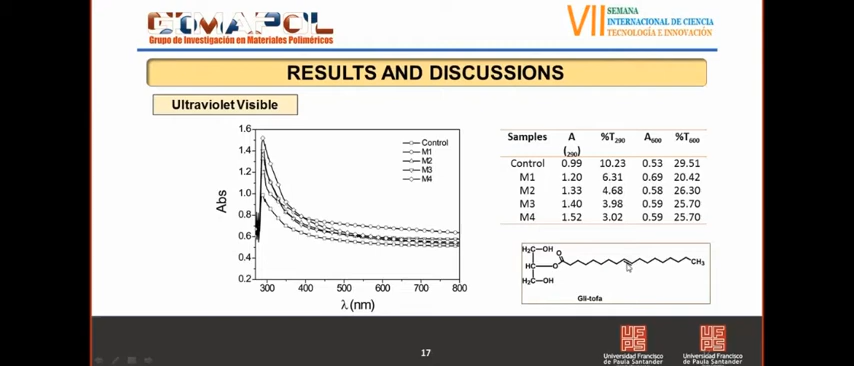 GIMAPOL
Grupo de Investigación en Materiales Poliméricos
VII SEMANA
INTERNACIONAL DE CIENCIA
TECNOLOGÍA E INNOVACIÓN
RESULTS AND DISCUSSIONS
Ultraviolet Visible
1.6
1.4
1.2
1.0
0.8
0.6
0.4
0.2
Abs
300 400 500 600 700 800
λ (nm)
Control
M1
M2
M3
M4
Samples A (290) %T290 A600 %T600
Control 0.99 10.23 0.53 29.51
M1 1.20 6.31 0.69 20.42
M2 1.33 4.68 0.58 26.30
M3 1.40 3.98 0.59 25.70
M4 1.52 3.02 0.59 25.70
H2C—OH
O
HC—O
CH3
H2C—OH
Gli-tofa
17
UFPS
Universidad Francisco
de Paula Santander
UFPS
Universidad Francisco
de Paula Santander